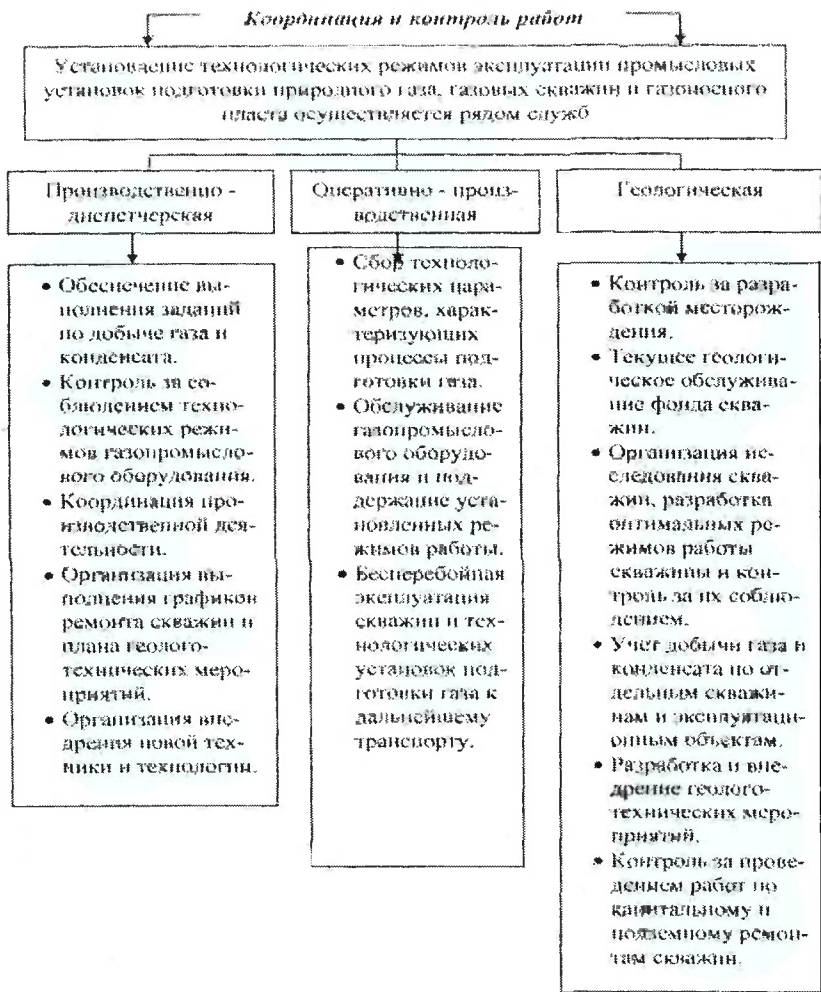 Координация и контроль работ
Установление технологических режимов эксплуатации промысловых
установок подготовки природного газа, газовых скважин и газоносного
пласта осуществляется рядом служб
Производственно -
диспетчерская
• Обеспечение вы-
полнения заданий
по добыче газа и
конденсата.
• Контроль за со-
блюдением техно-
логических режи-
мов газопромысло-
вого оборудования.
• Координация про-
изводственной дея-
тельности.
• Организация вы-
полнения графиков
ремонта скважин и
плана геолого-
технических меро-
приятий.
• Организация вне-
дрения новой тех-
ники и технологии.
Оперативно - произ-
водственная
• Сбор техноло-
гических пара-
метров, харак-
теризующих
процессы под-
готовки газа.
• Обслуживание
газопромысло-
вого оборудо-
вания и под-
держание уста-
новленных ре-
жимов работы.
• Бесперебойная
эксплуатация
скважин и тех-
нологических
установок под-
готовки газа к
дальнейшему
транспорту.
Геологическая
• Контроль за разра-
боткой месторож-
дения.
• Текущее геологи-
ческое обслужива-
ние фонда сква-
жин.
• Организация ис-
следования сква-
жин, разработка
оптимальных ре-
жимов работы
скважины и кон-
троль за их соблю-
дением.
• Учет добычи газа и
конденсата по от-
дельным скважи-
нам и эксплуатаци-
онным объектам.
• Разработка и вне-
дрение геолого-
технических меро-
приятий.
• Контроль за прове-
дением работ по
капитальному и
подземному ремон-
там скважин.